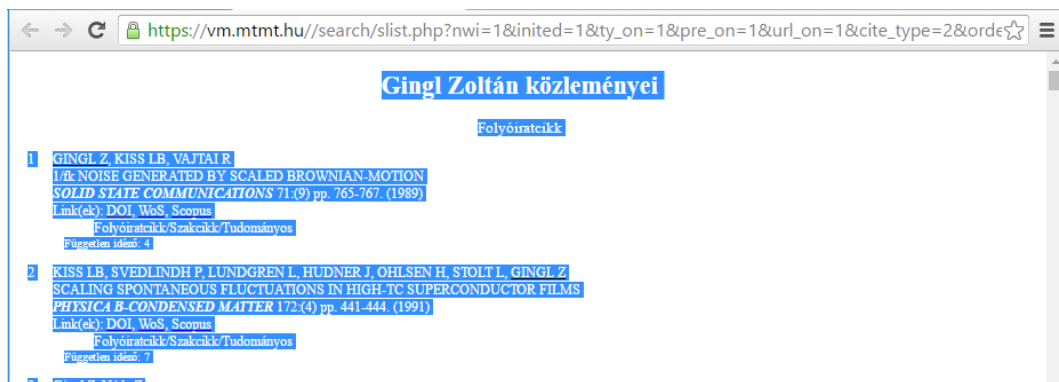 https://vm.mtmt.hu//search/slist.php?nwi=1&inited=1&ty_on=1&pre_on=1&url_on=1&cite_type=2&orde
Gingl Zoltán közleményei
Folyóiratcikk
1 GINGL Z, KISS LB, VAJTAI R
1/fk NOISE GENERATED BY SCALED BROWNIAN-MOTION
SOLID STATE COMMUNICATIONS 71:(9) pp. 765-767. (1989)
Link(ek): DOI, WoS, Scopus
Folyóiratcikk/Szakcikk/Tudományos
Független idéző: 4
2 KISS LB, SVEDLINDH P, LUNDGREN L, HUDNER J, OHLSEN H, STOLT L, GINGL Z
SCALING SPONTANEOUS FLUCTUATIONS IN HIGH-TC SUPERCONDUCTOR FILMS
PHYSICA B-CONDENSED MATTER 172:(4) pp. 441-444. (1991)
Link(ek): DOI, WoS, Scopus
Folyóiratcikk/Szakcikk/Tudományos
Független idéző: 7